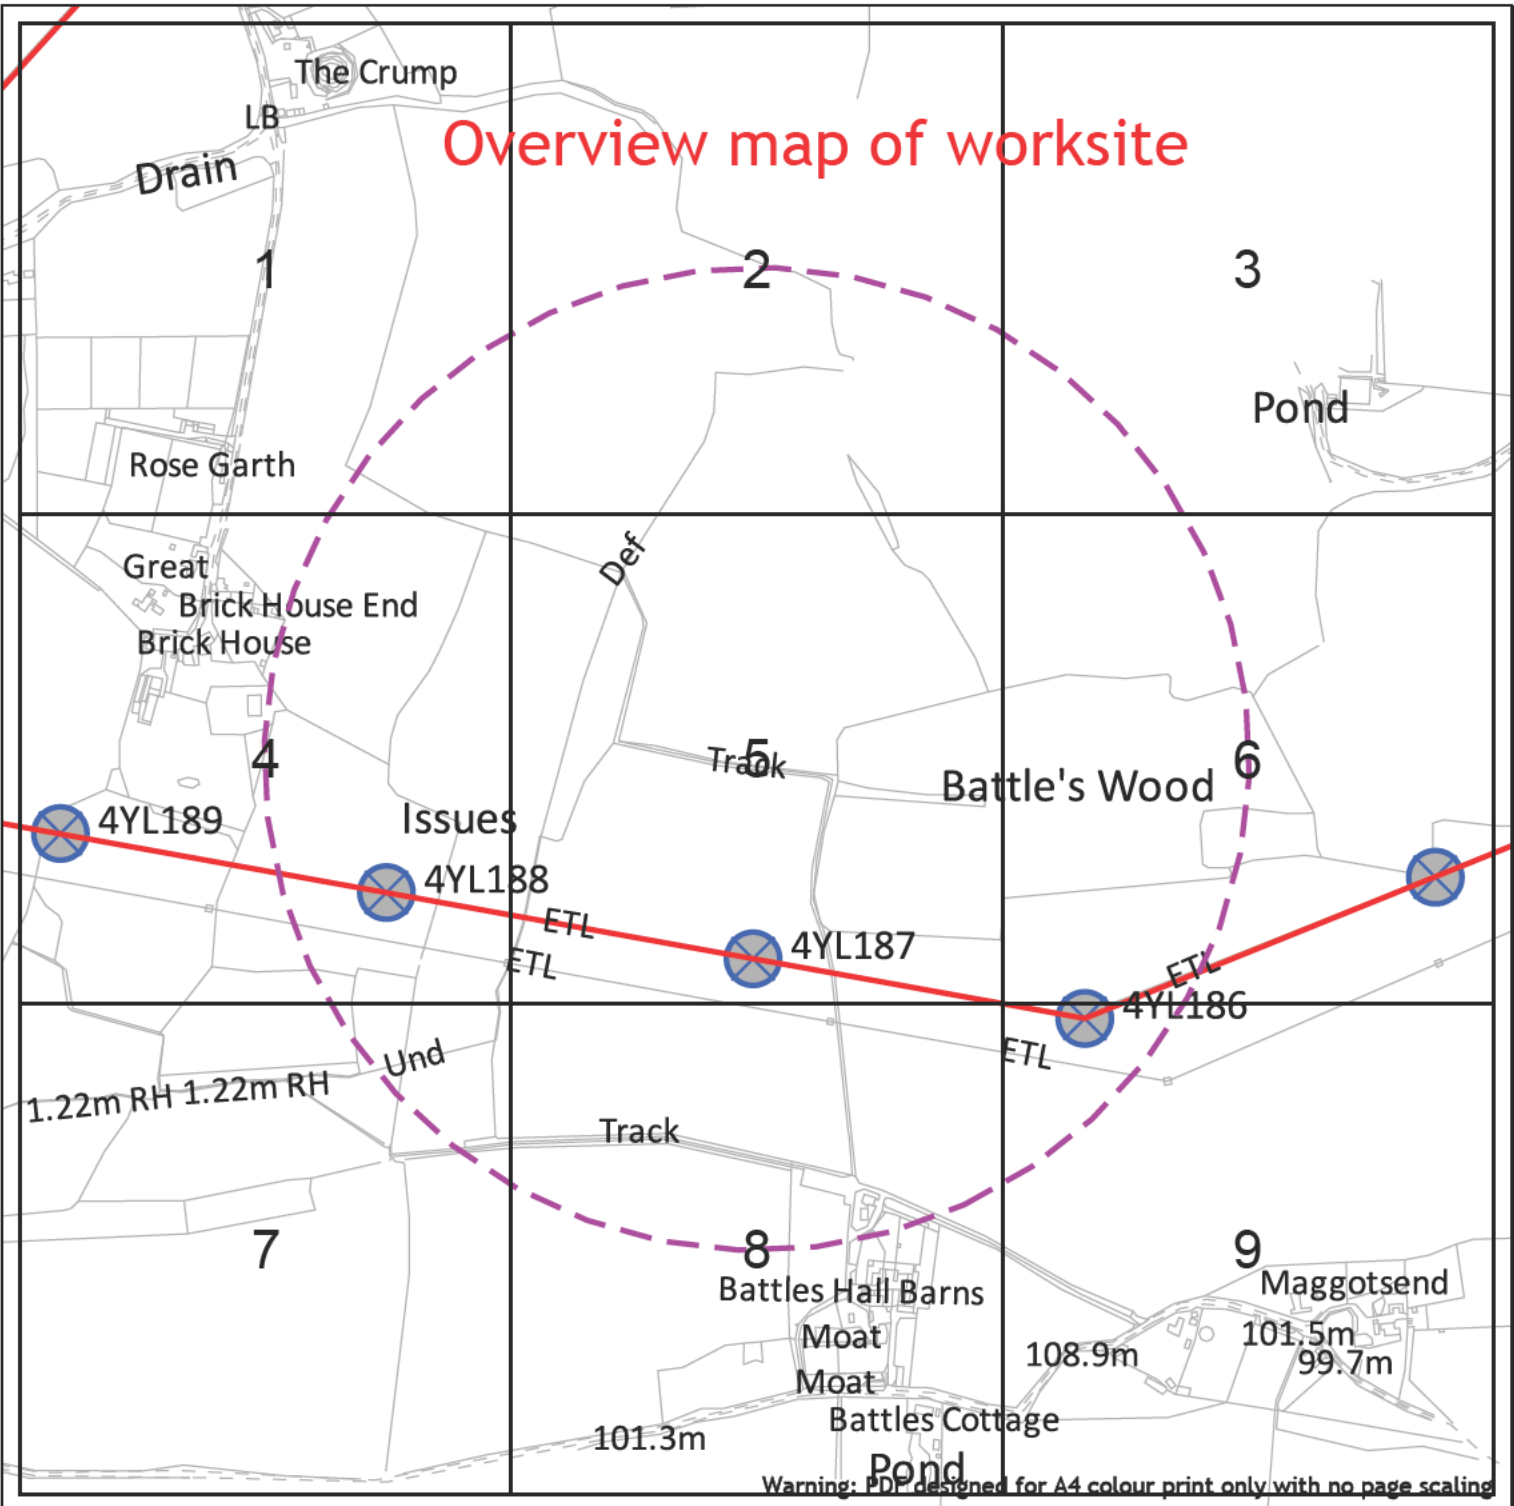 The Crump
LB
Overview map of worksite
Drain
1
2
3
Pond
Rose Garth
Def
Great
Brick House End
Brick House
4
Track
5
6
Battle's Wood
4YL189
Issues
4YL188
ETL
4YL187
ETL
ETL
4YL186
ETL
Und
1.22m RH 1.22m RH
Track
7
8
9
Battles Hall Barns
Maggotsend
Moat
101.5m
108.9m
99.7m
Moat
Battles Cottage
101.3m
Pond
Warning: PDF designed for A4 colour print only with no page scaling